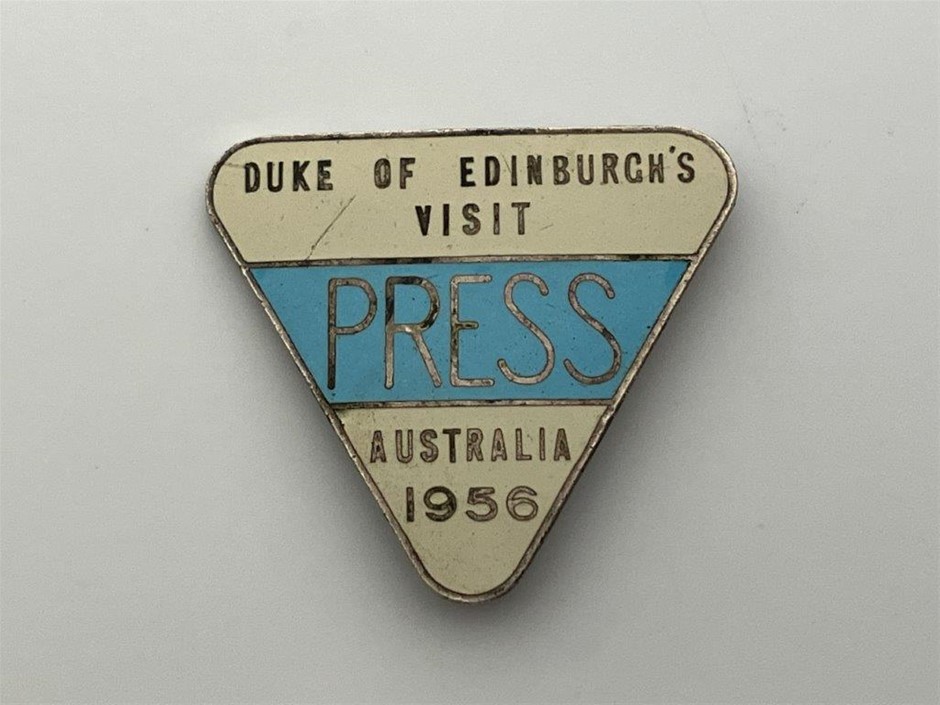 DUKE OF EDINBURGH'S
VISIT
PRESS
AUSTRALIA
1956